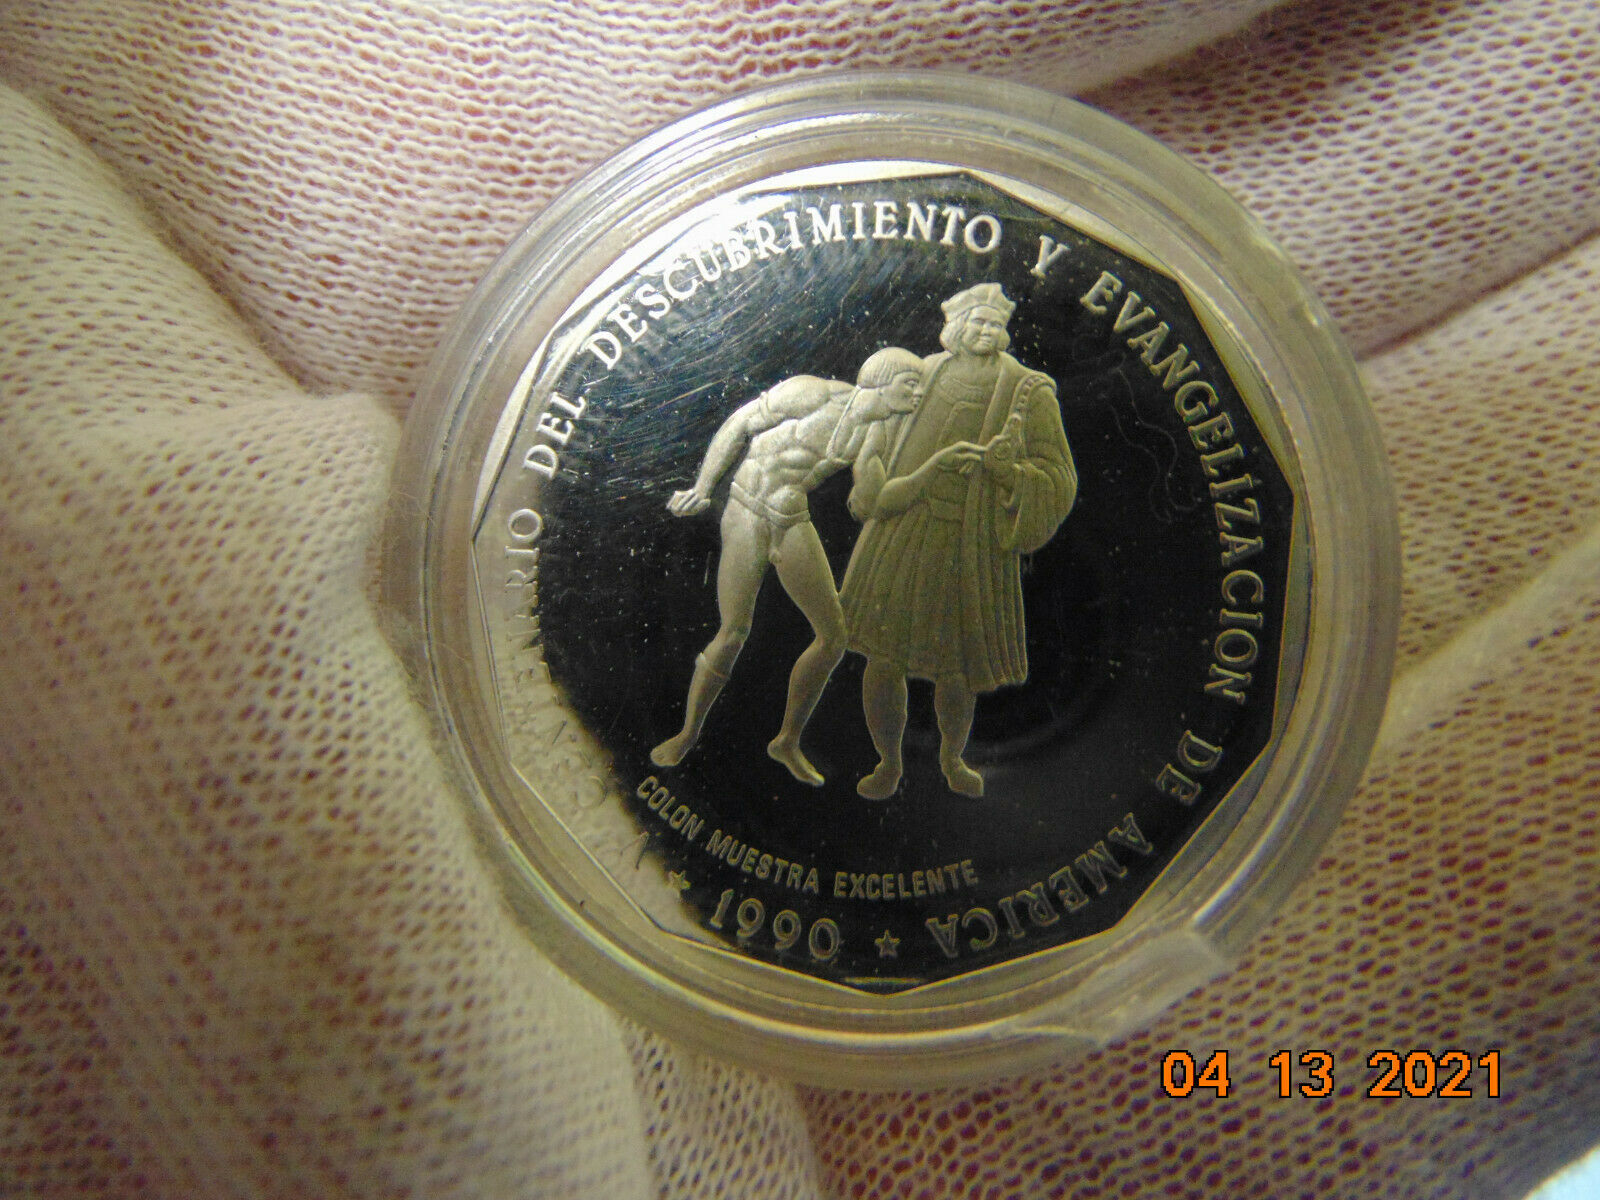 V CENTENARIO DEL DESCUBRIMIENTO Y EVANGELIZACION DE AMERICA
COLON MUESTRA EXCELENTE
★ 1990 ★
04 13 2021